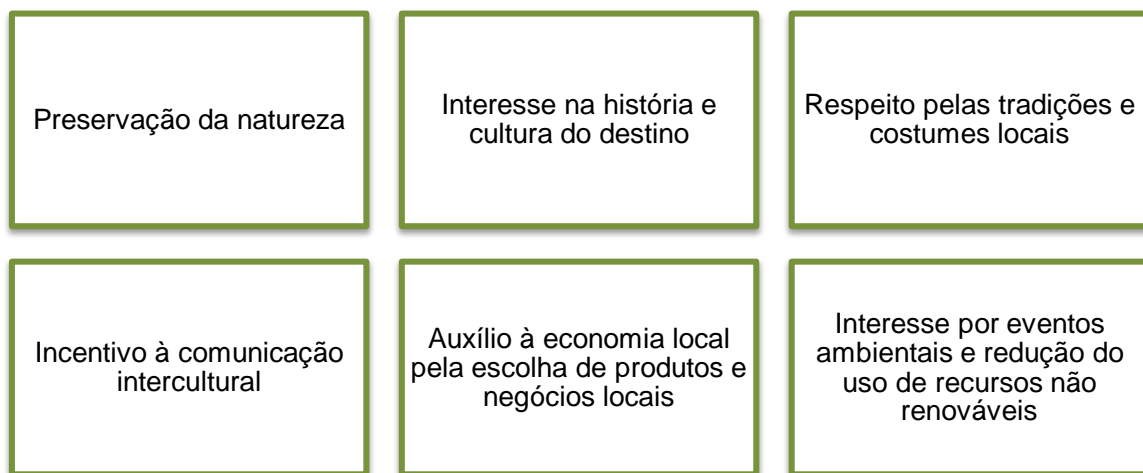 Preservação da natureza
Interesse na história e
cultura do destino
Respeito pelas tradições e
costumes locais
Incentivo à comunicação
intercultural
Auxílio à economia local
pela escolha de produtos e
negócios locais
Interesse por eventos
ambientais e redução do
uso de recursos não
renováveis